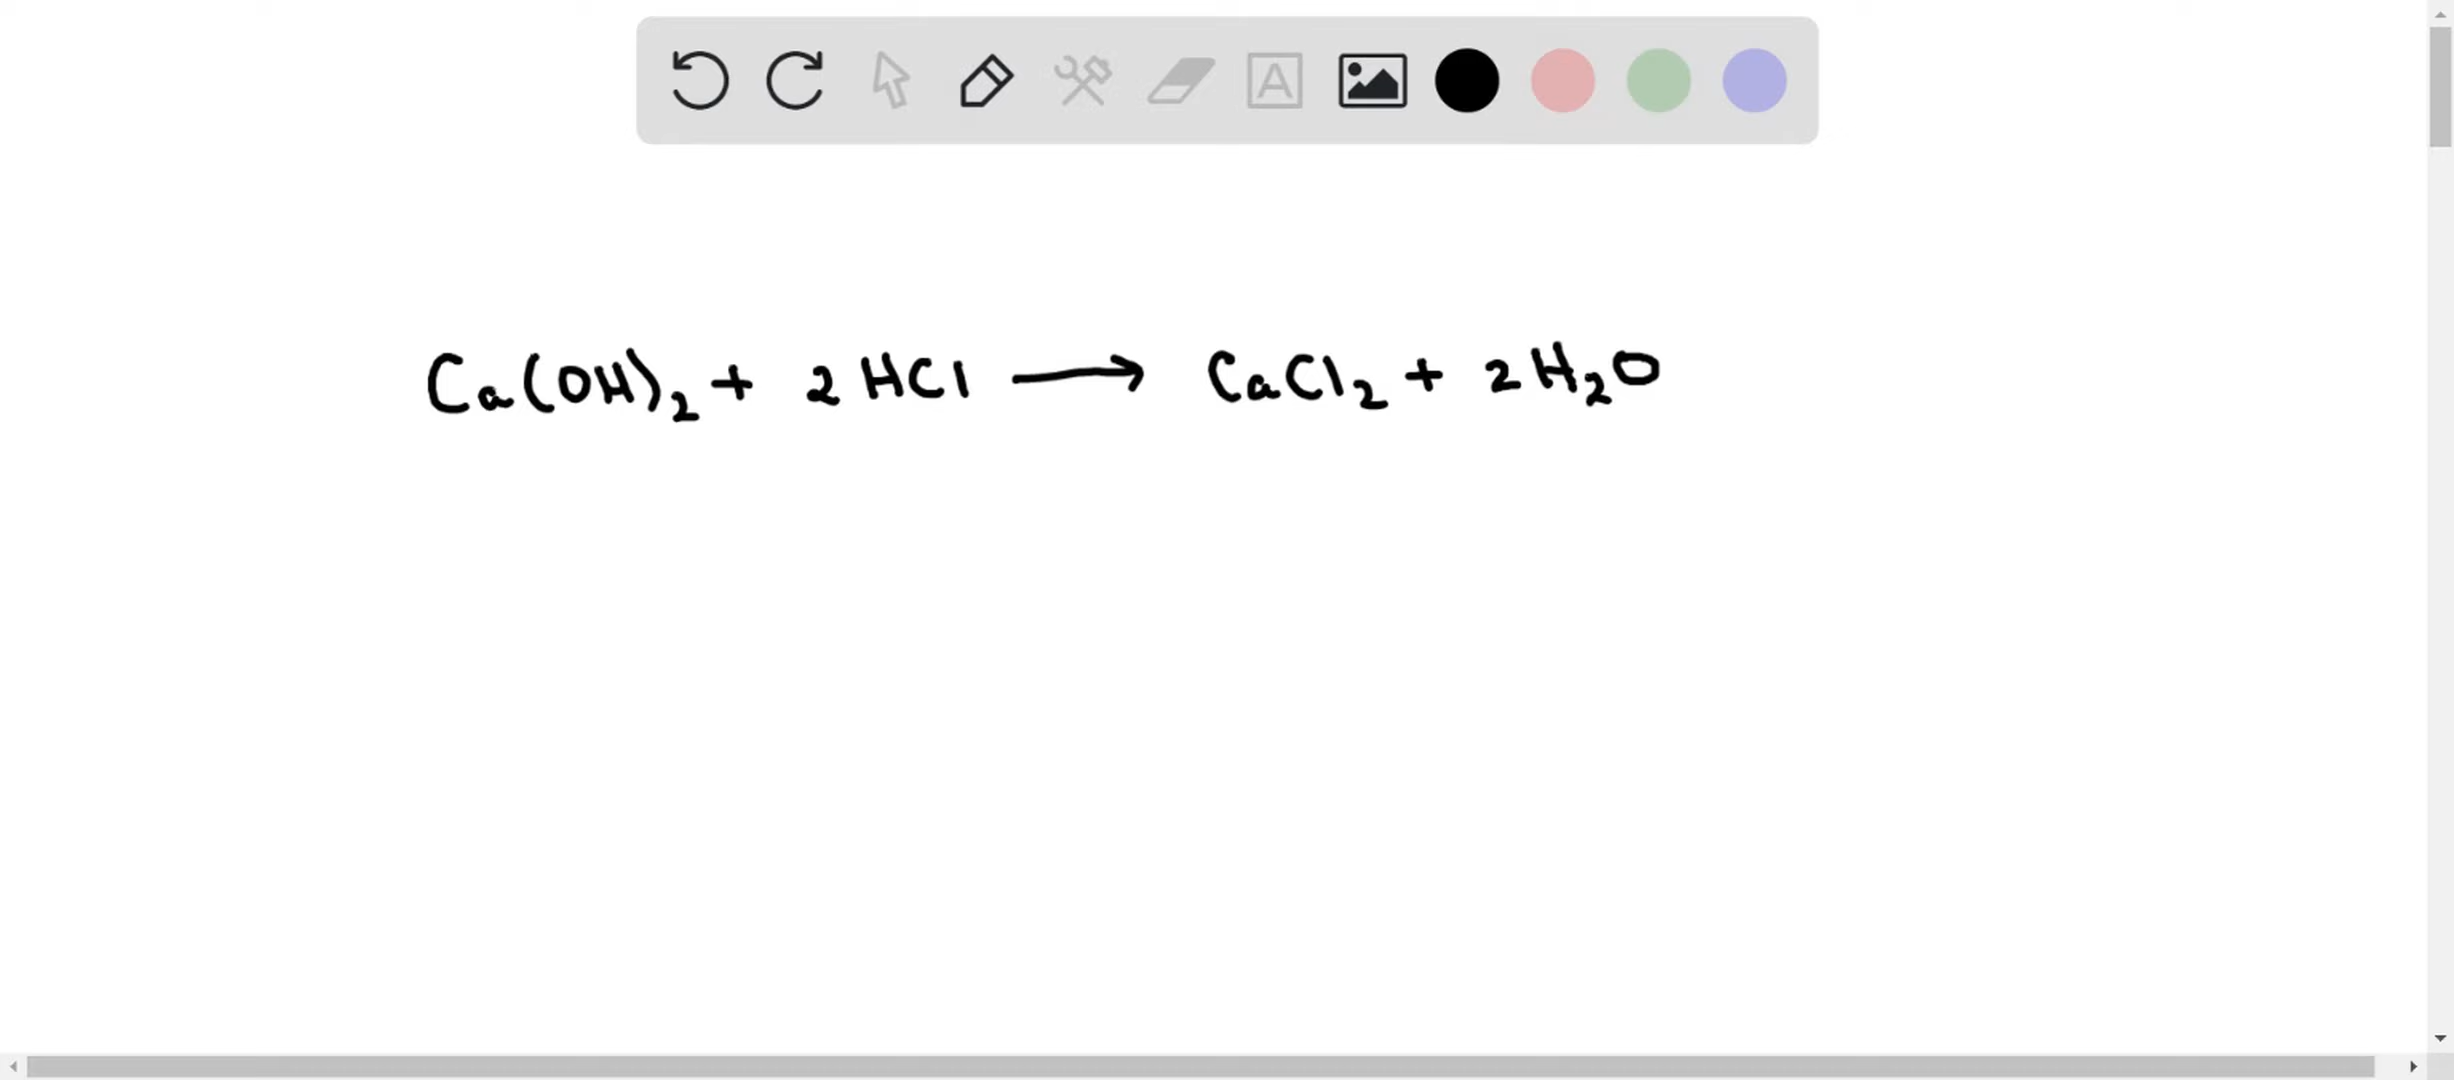 A
Ca(OH)₂ + 2HCl ⟶ CaCl₂ + 2H₂O